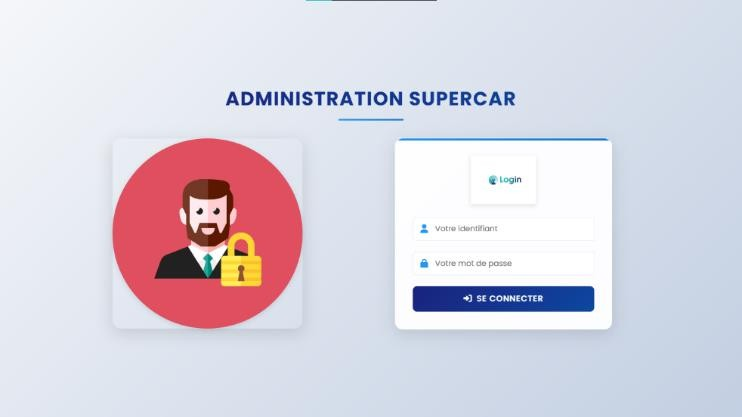 ADMINISTRATION SUPERCAR
Login
Votre identifiant
Votre mot de passe
SE CONNECTER